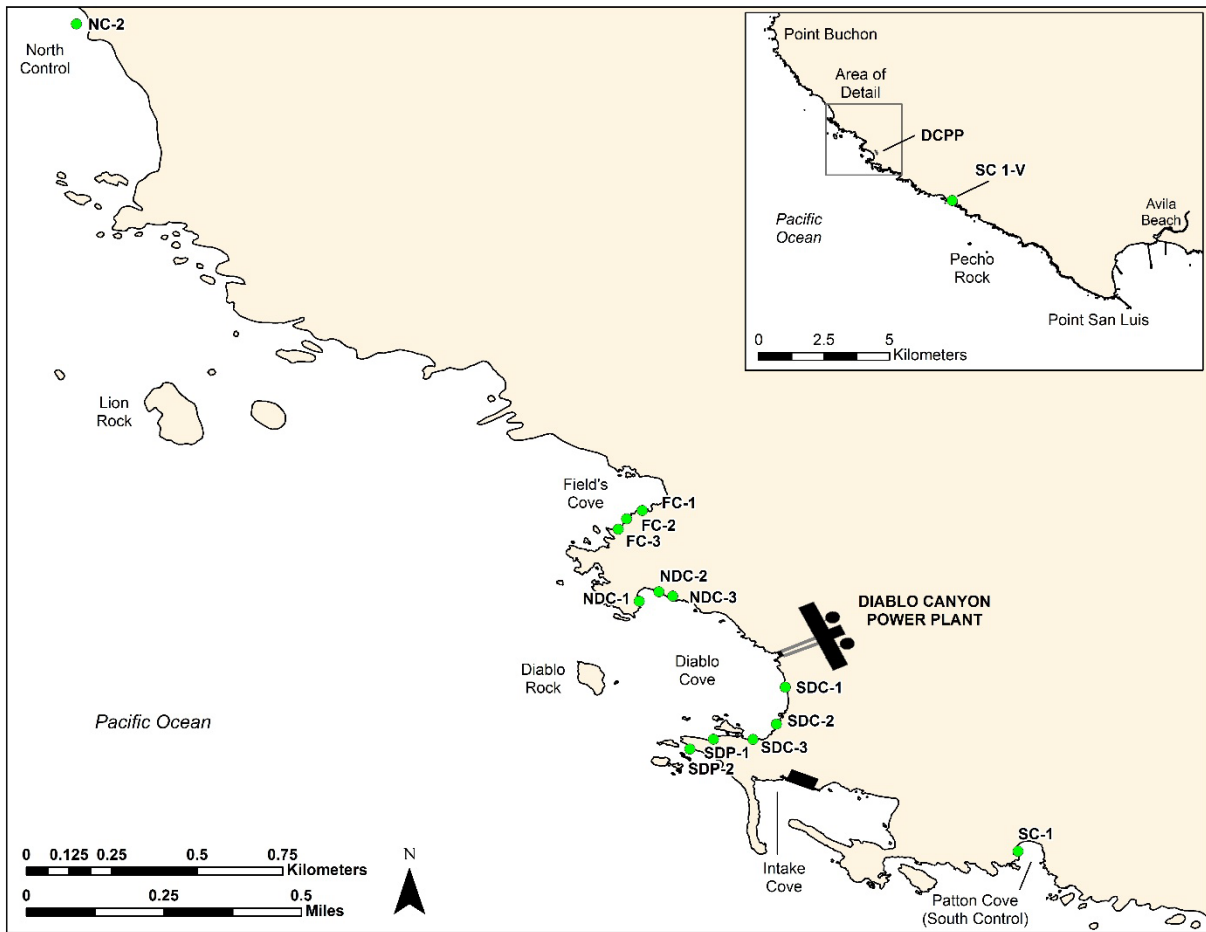 NC-2
North
Control
Lion
Rock
Field's
Cove
FC-1
FC-2
FC-3
NDC-2
NDC-1
NDC-3
DIABLO CANYON
POWER PLANT
Diablo
Rock
Diablo
Cove
SDC-1
SDC-2
SDC-3
SDP-1
SDP-2
Pacific Ocean
Intake
Cove
SC-1
Patton Cove
(South Control)
0 0.125 0.25 0.5 0.75
Kilometers
0 0.25 0.5
Miles
N
Point Buchon
Area of
Detail
DCPP
SC 1-V
Avila
Beach
Pacific
Ocean
Pecho
Rock
Point San Luis
0 2.5 5
Kilometers